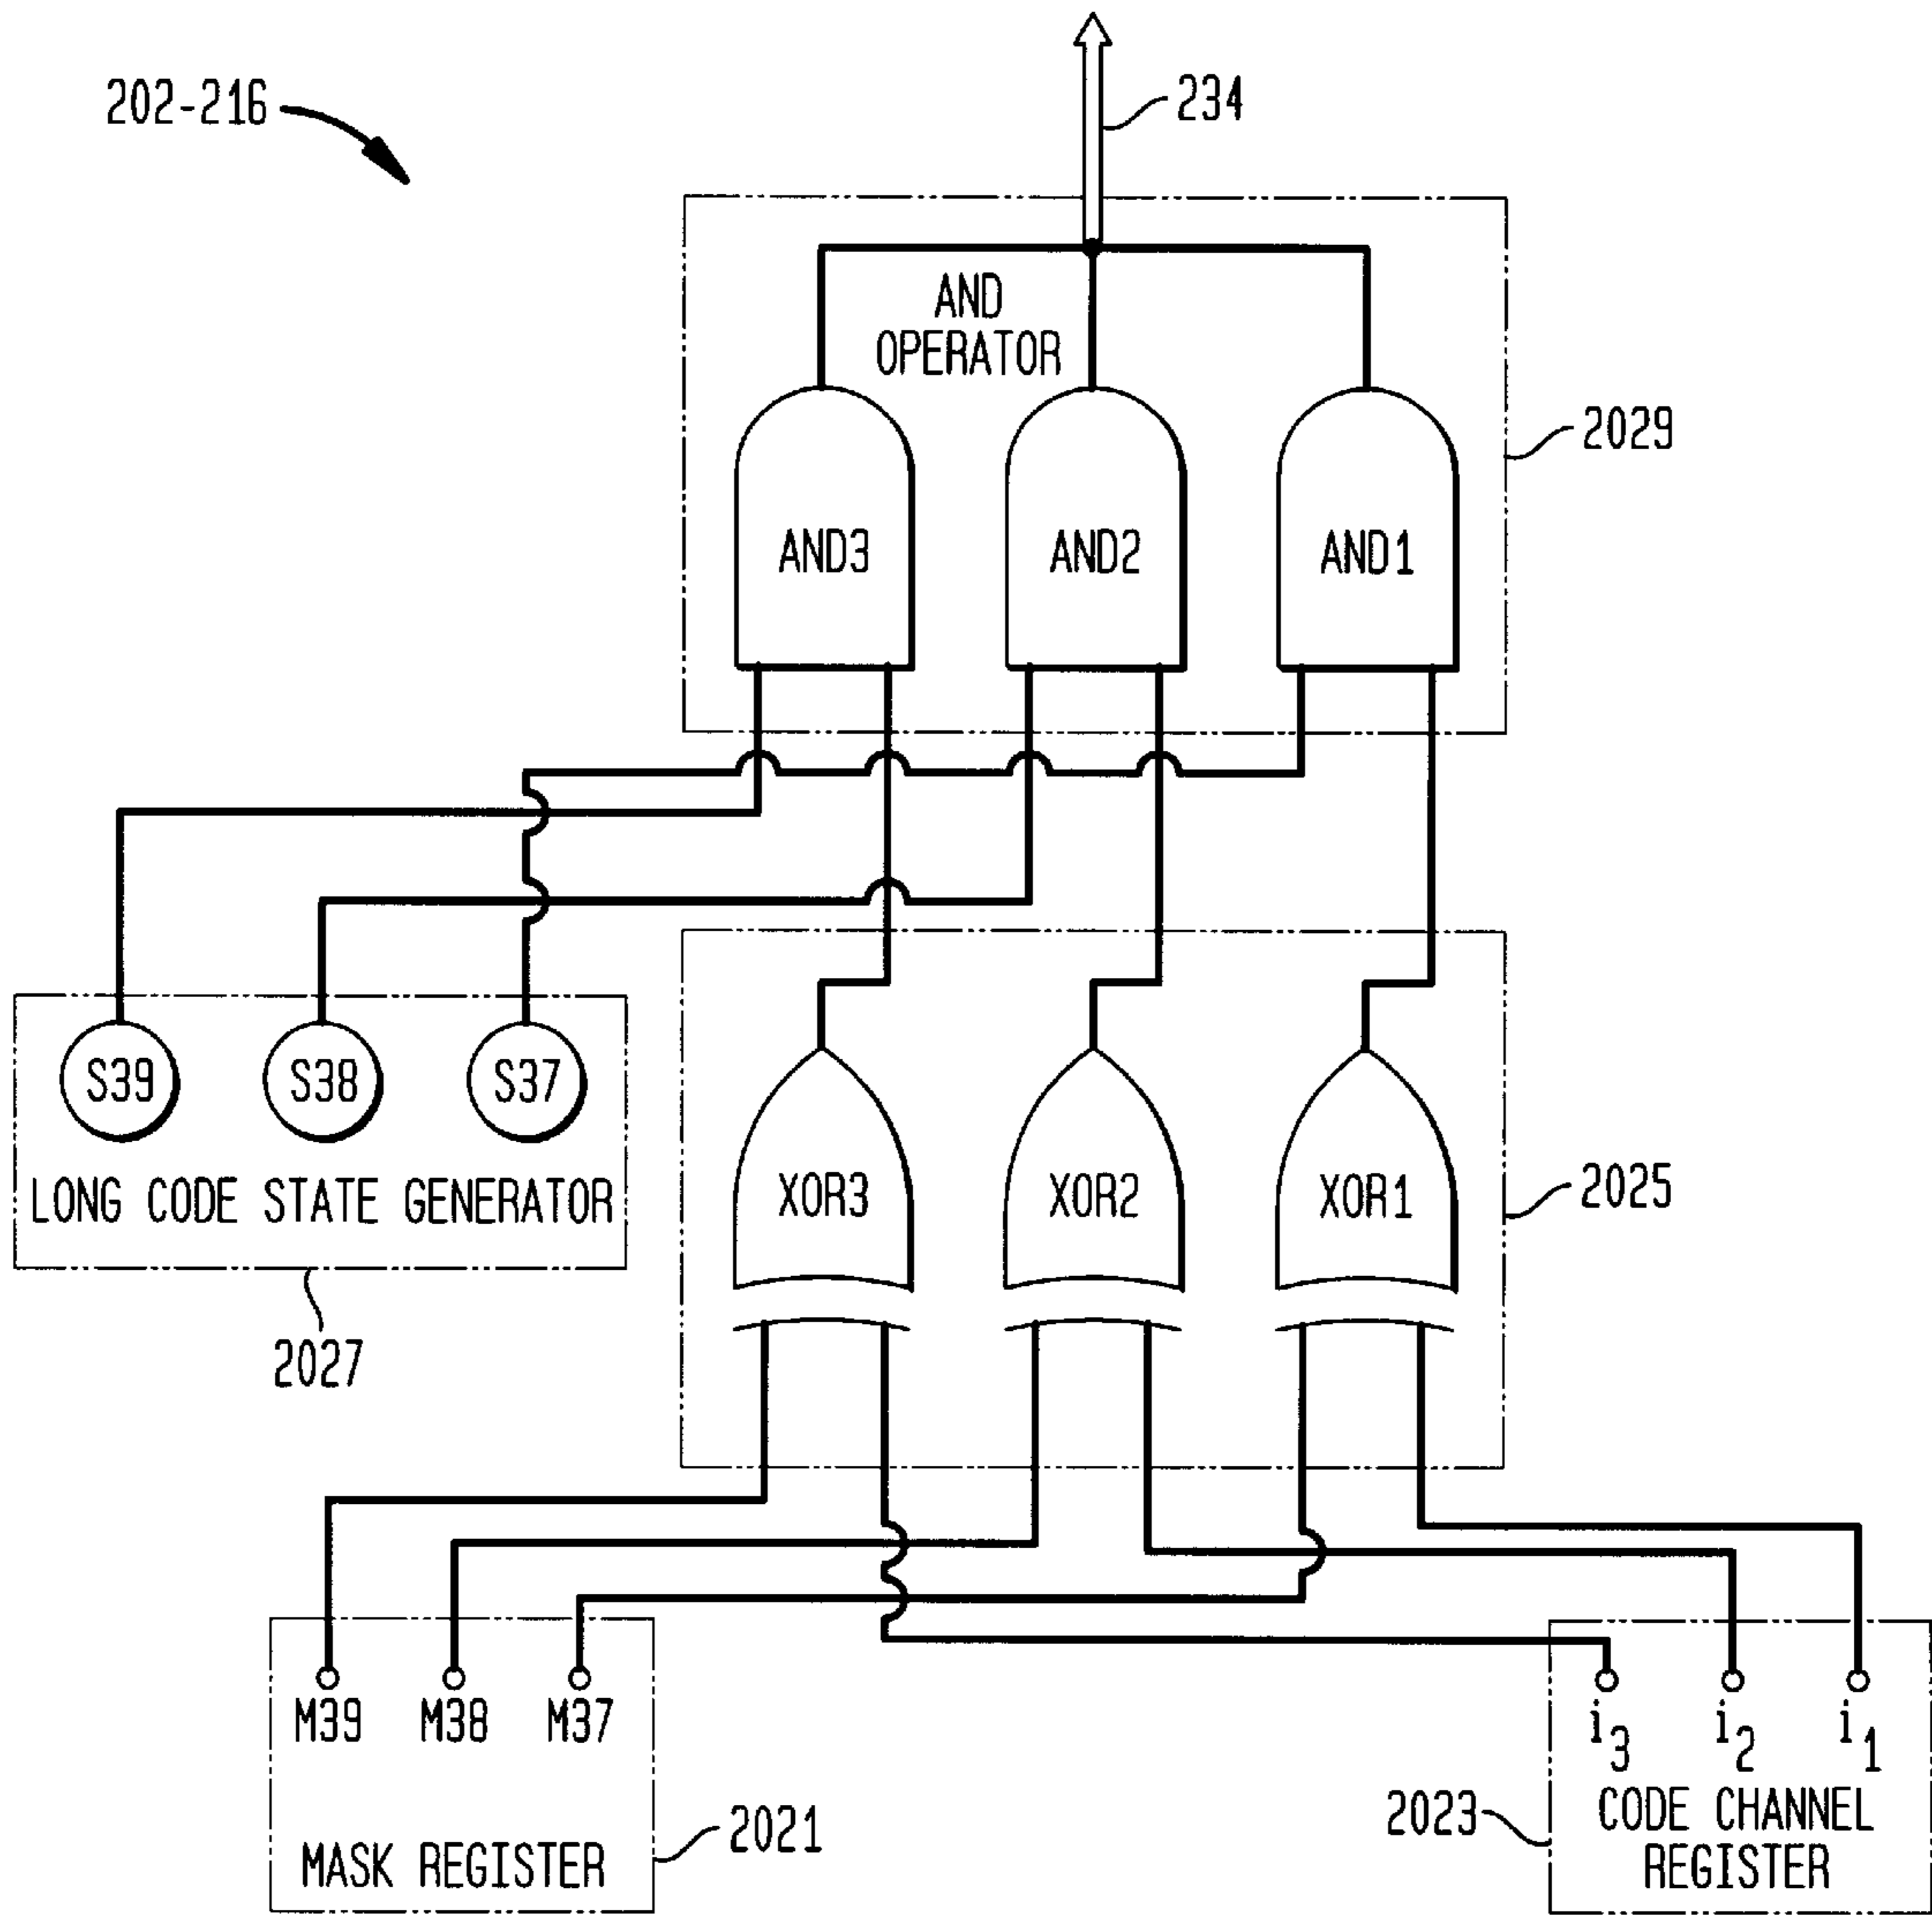 202-216
234
AND
OPERATOR
2029
AND3 AND2 AND1
S39 S38 S37
LONG CODE STATE GENERATOR
2027
XOR3 XOR2 XOR1
2025
M39 M38 M37
MASK REGISTER
2021
i3 i2 i1
CODE CHANNEL
REGISTER
2023